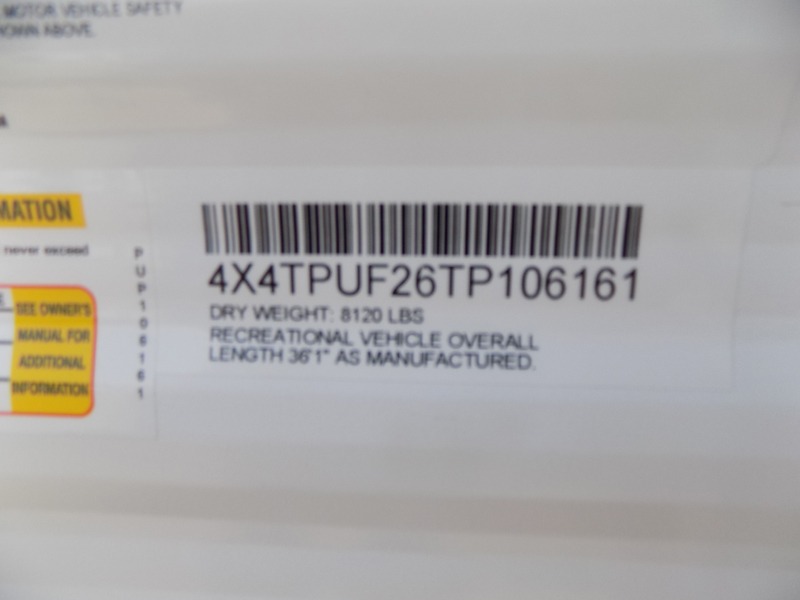 MOTOR VEHICLE SAFETY
ABOVE.
MATION
never exceed
SEE OWNER'S
MANUAL FOR
ADDITIONAL
INFORMATION
PUP106161
4X4TPUF26TP106161
DRY WEIGHT: 8120 LBS
RECREATIONAL VEHICLE OVERALL
LENGTH 36'1" AS MANUFACTURED.